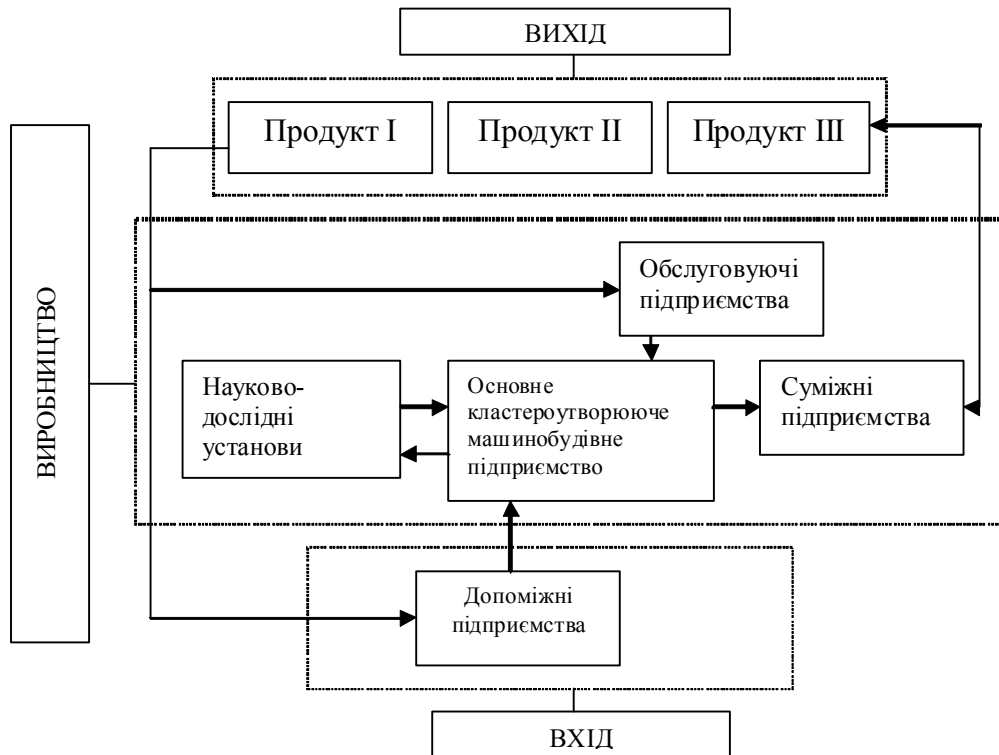 ВИХІД
Продукт І
Продукт ІІ
Продукт ІІІ
ВИРОБНИЦТВО
Обслуговуючі
підприємства
Науково-
дослідні
установи
Основне
кластероутворююче
машинобудівне
підприємство
Суміжні
підприємства
Допоміжні
підприємства
ВХІД